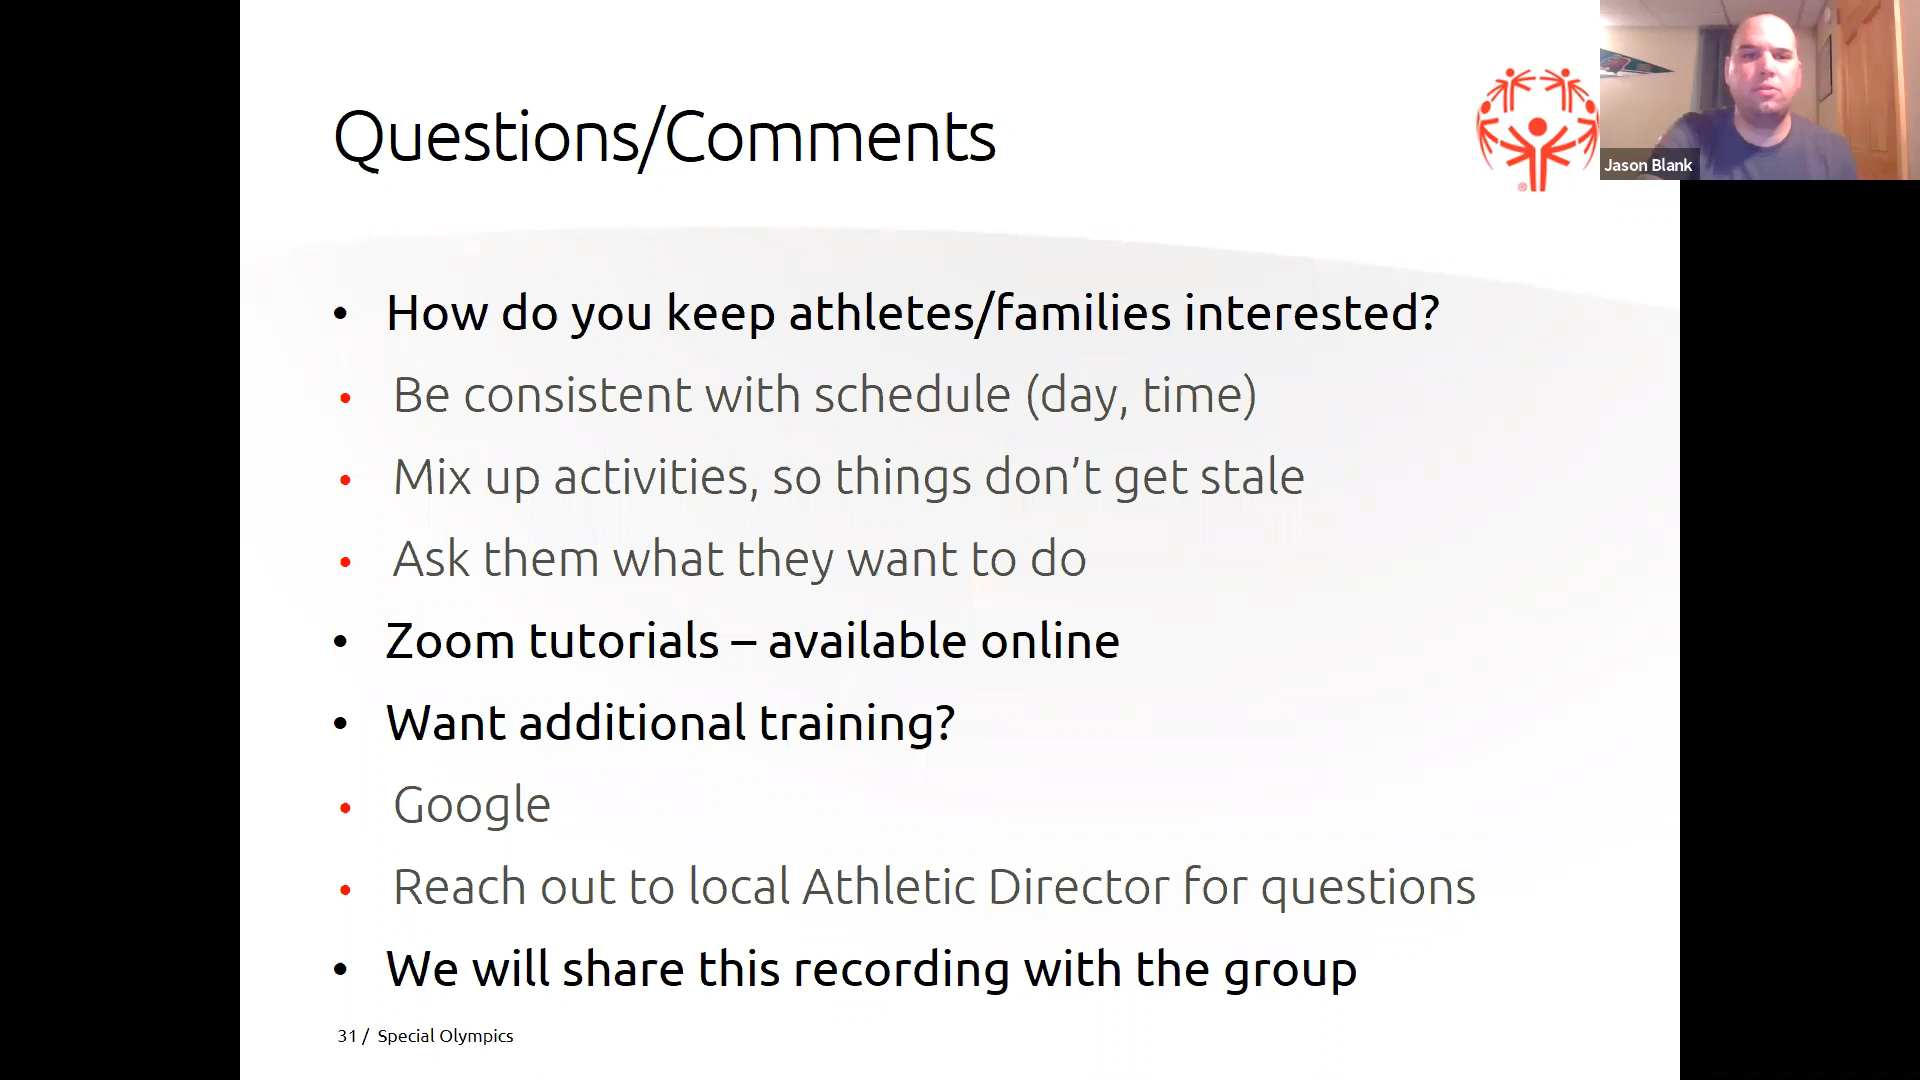 Questions/Comments
®
Jason Blank
• How do you keep athletes/families interested?
• Be consistent with schedule (day, time)
• Mix up activities, so things don’t get stale
• Ask them what they want to do
• Zoom tutorials – available online
• Want additional training?
• Google
• Reach out to local Athletic Director for questions
• We will share this recording with the group
31 / Special Olympics